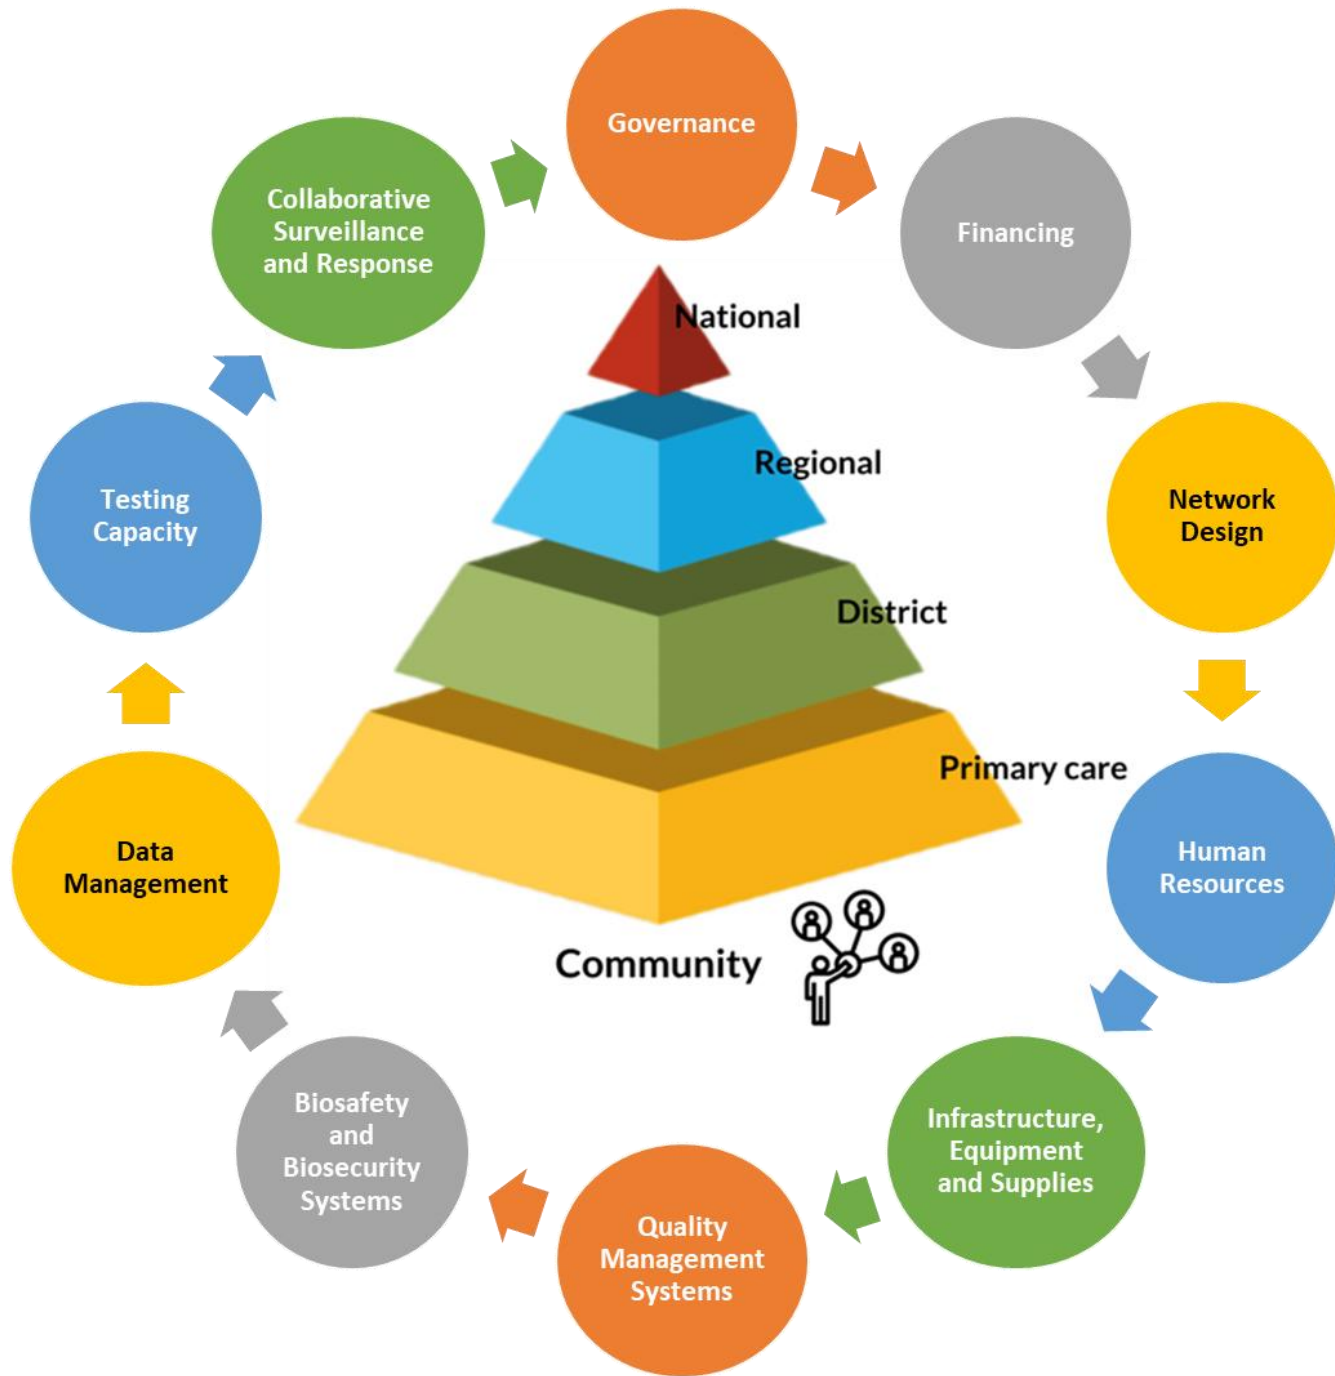 Governance
Financing
Network
Design
Human
Resources
Infrastructure,
Equipment
and Supplies
Quality
Management
Systems
Biosafety
and
Biosecurity
Systems
Data
Management
Testing
Capacity
Collaborative
Surveillance
and Response
National
Regional
District
Primary care
Community